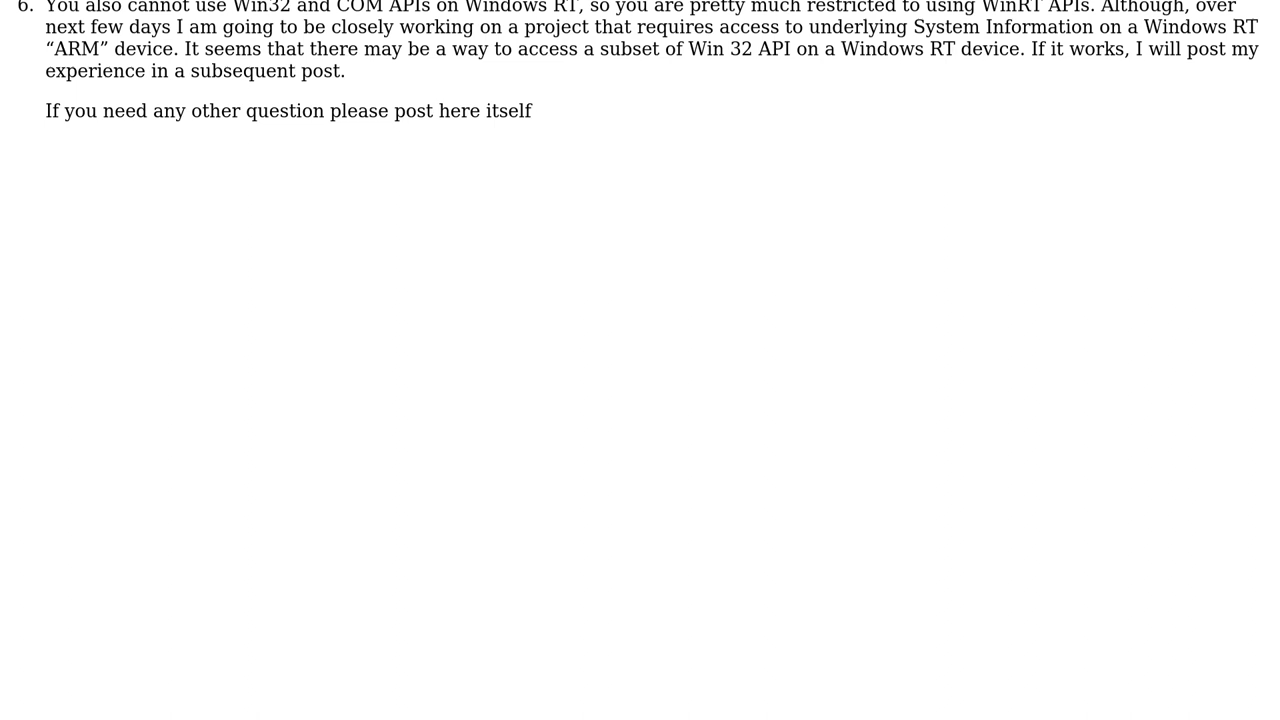 6. You also cannot use Win32 and COM APIs on Windows RT, so you are pretty much restricted to using WinRT APIs. Although, over
next few days I am going to be closely working on a project that requires access to underlying System Information on a Windows RT
“ARM” device. It seems that there may be a way to access a subset of Win 32 API on a Windows RT device. If it works, I will post my
experience in a subsequent post.
If you need any other question please post here itself